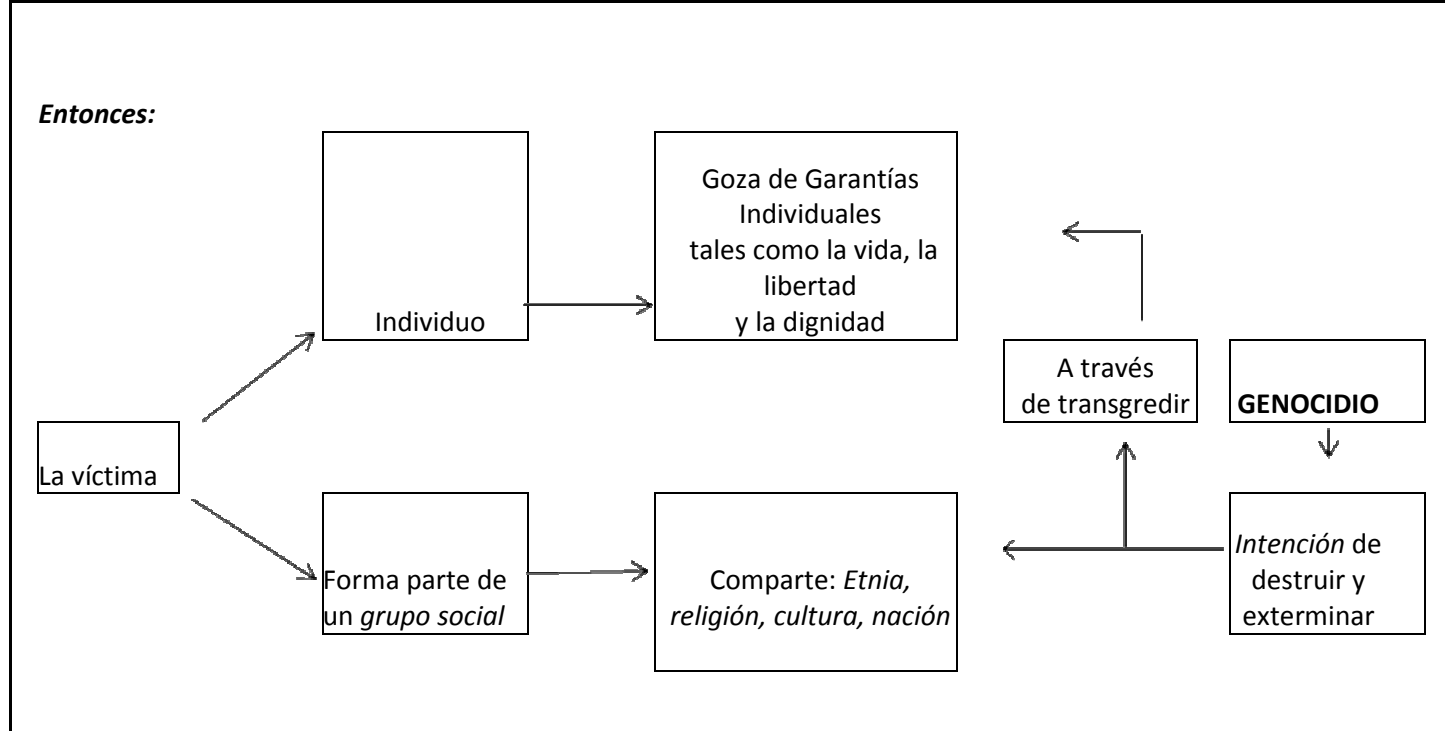 Entonces:
Goza de Garantías
Individuales
tales como la vida, la
libertad
y la dignidad
Individuo
A través
de transgredir
GENOCIDIO
La víctima
Forma parte de
un grupo social
Comparte: Etnia,
religión, cultura, nación
Intención de
destruir y
exterminar